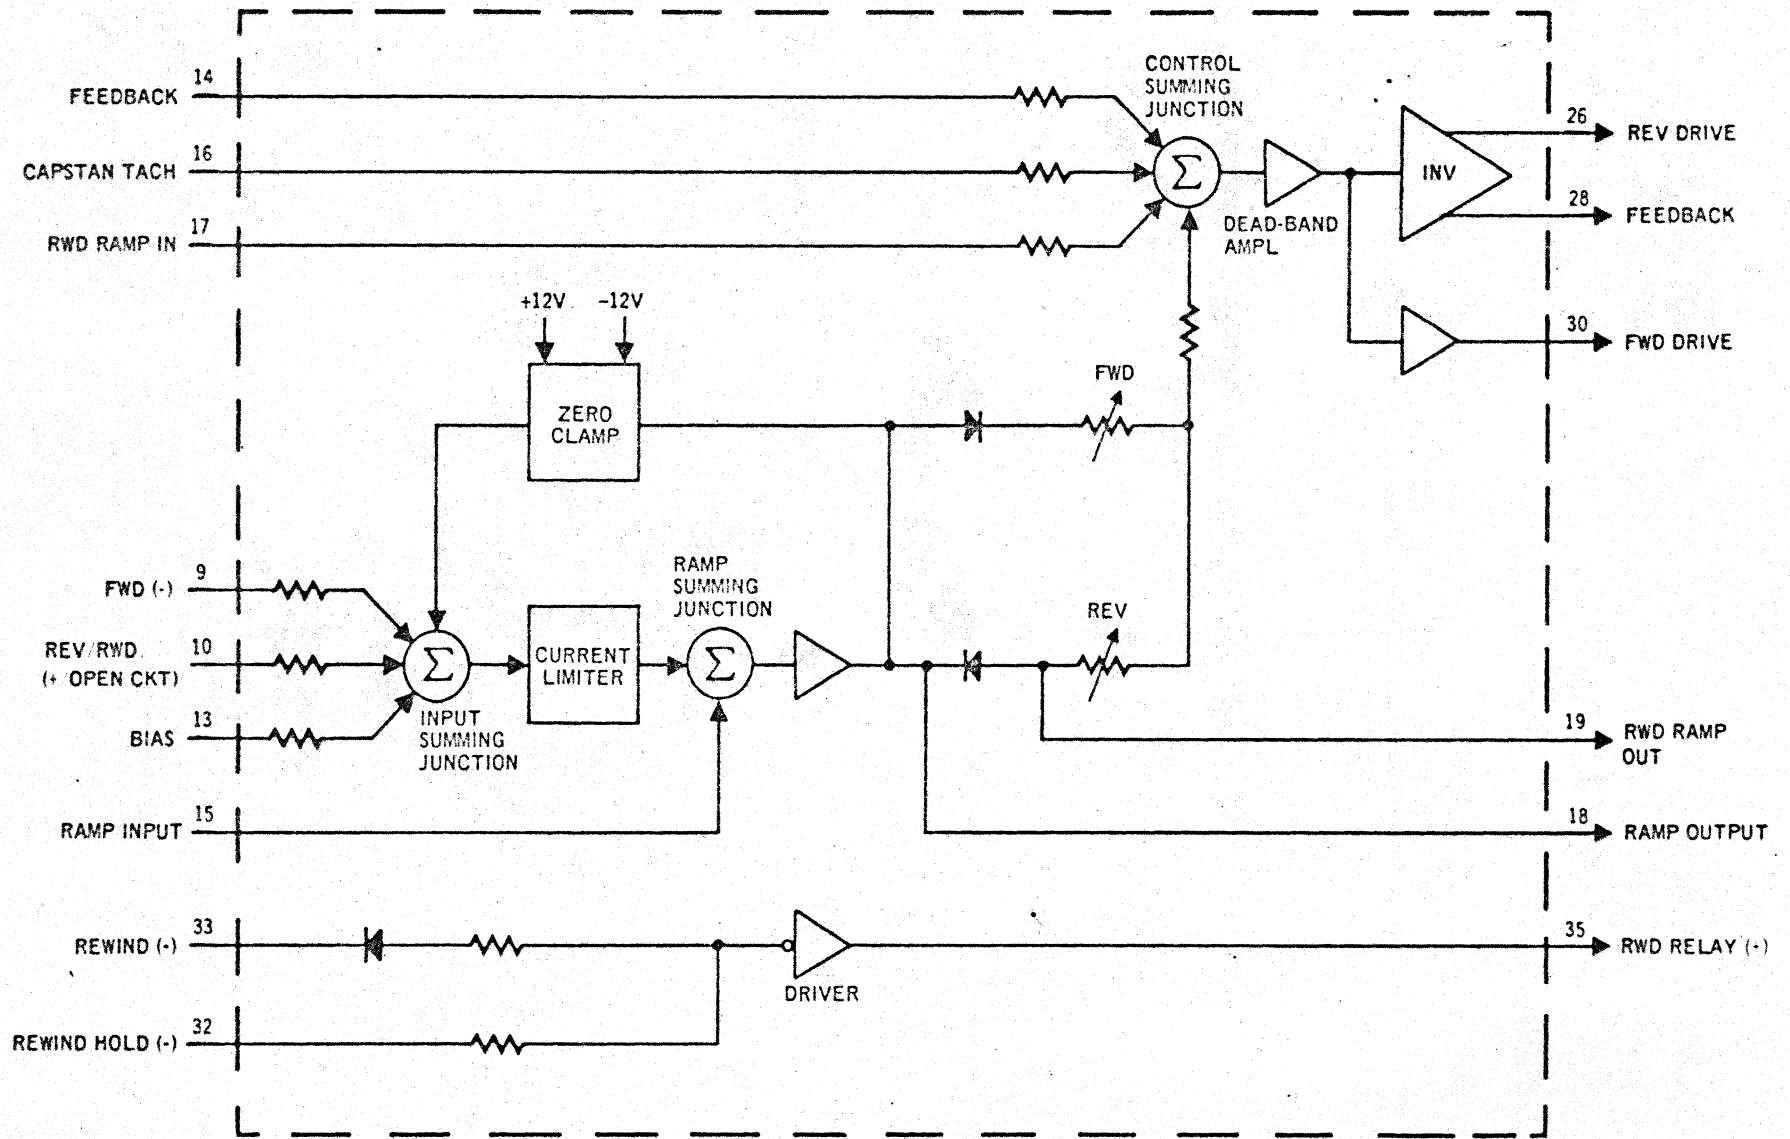 CONTROL
SUMMING
JUNCTION
14
FEEDBACK
16
CAPSTAN TACH
17
RWD RAMP IN
Σ
DEAD-BAND
AMPL
INV
26
REV DRIVE
28
FEEDBACK
30
FWD DRIVE
+12V
-12V
ZERO
CLAMP
FWD
9
FWD (-)
10
REV/RWD
(+ OPEN CKT)
13
BIAS
Σ
INPUT
SUMMING
JUNCTION
CURRENT
LIMITER
RAMP
SUMMING
JUNCTION
Σ
REV
19
RWD RAMP
OUT
15
RAMP INPUT
18
RAMP OUTPUT
33
REWIND (-)
DRIVER
35
RWD RELAY (-)
32
REWIND HOLD (-)